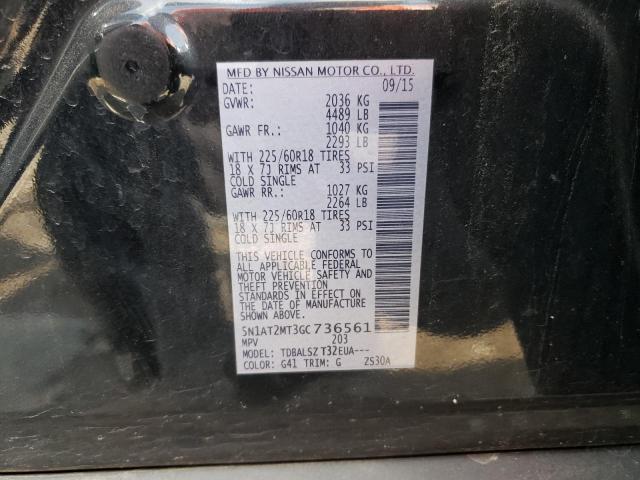 MFD BY NISSAN MOTOR CO., LTD.
DATE: 09/15
GVWR: 2036 KG
4489 LB
GAWR FR.: 1040 KG
2293 LB
WITH 225/60R18 TIRES
18 X 7J RIMS AT 33 PSI
COLD SINGLE
GAWR RR.: 1027 KG
2264 LB
WITH 225/60R18 TIRES
18 X 7J RIMS AT 33 PSI
COLD SINGLE
THIS VEHICLE CONFORMS TO
ALL APPLICABLE FEDERAL
MOTOR VEHICLE SAFETY AND
THEFT PREVENTION
STANDARDS IN EFFECT ON
THE DATE OF MANUFACTURE
SHOWN ABOVE.
5N1AT2MT3GC736561
MPV 203
MODEL: TDBALSZ T32EUA---
COLOR: G41 TRIM: G ZS30A